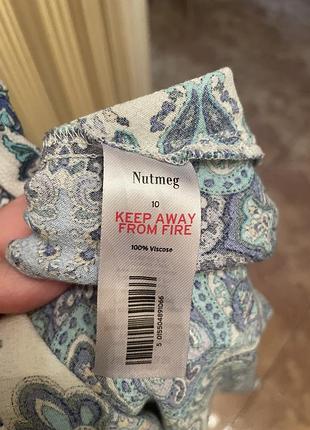 Nutmeg
10
KEEP AWAY
FROM FIRE
100% Viscose
5 015504 891066